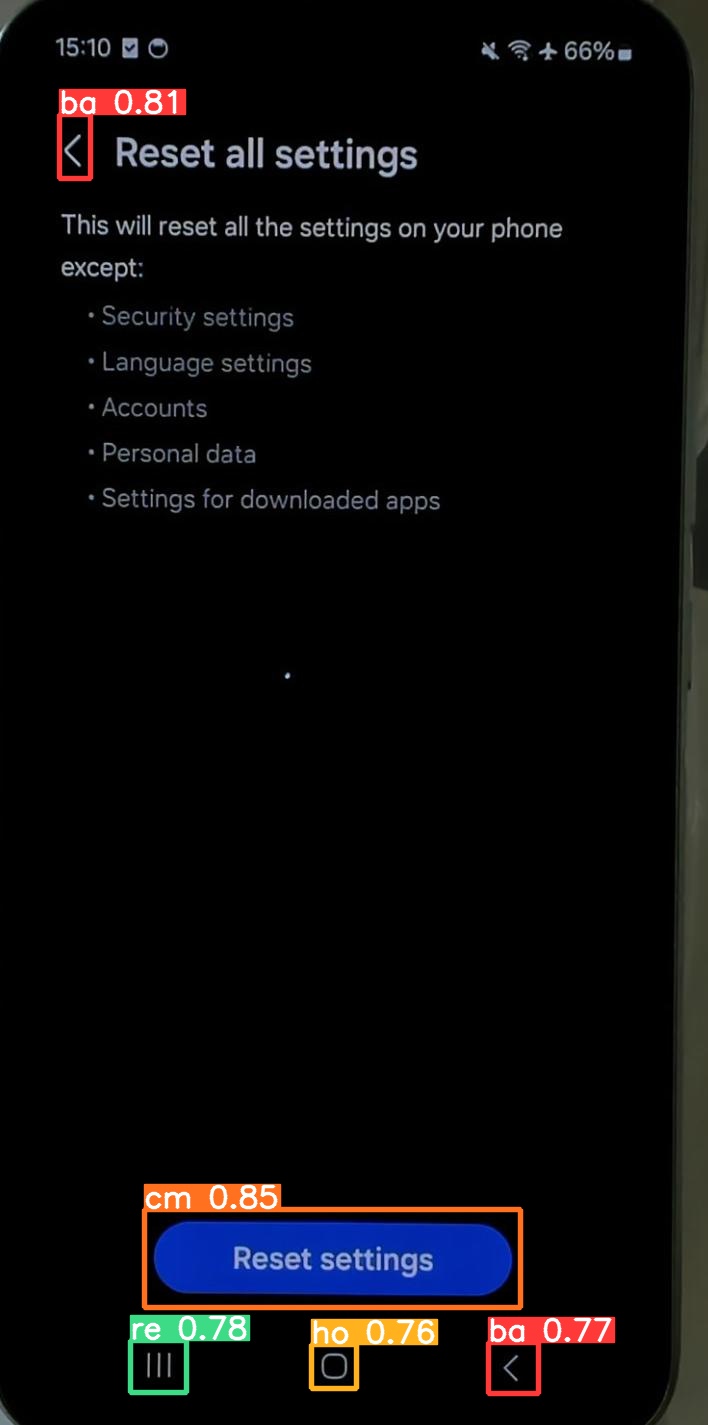 15:10 66%
ba 0.81
Reset all settings
This will reset all the settings on your phone
except:
• Security settings
• Language settings
• Accounts
• Personal data
• Settings for downloaded apps
cm 0.85
Reset settings
re 0.78 ho 0.76 ba 0.77